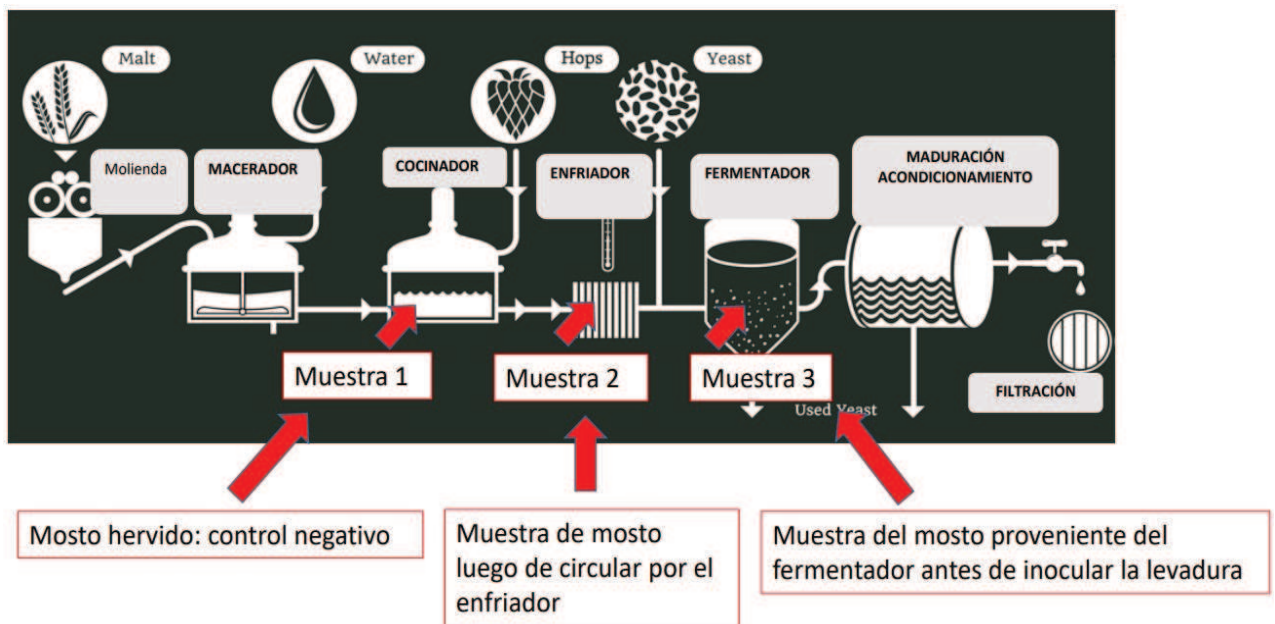 Malt
Water
Hops
Yeast
Molienda
MACERADOR
COCINADOR
ENFRIADOR
FERMENTADOR
MADURACIÓN
ACONDICIONAMIENTO
Muestra 1
Muestra 2
Muestra 3
Used Yeast
FILTRACIÓN
Mosto hervido: control negativo
Muestra de mosto
luego de circular por el
enfriador
Muestra del mosto proveniente del
fermentador antes de inocular la levadura